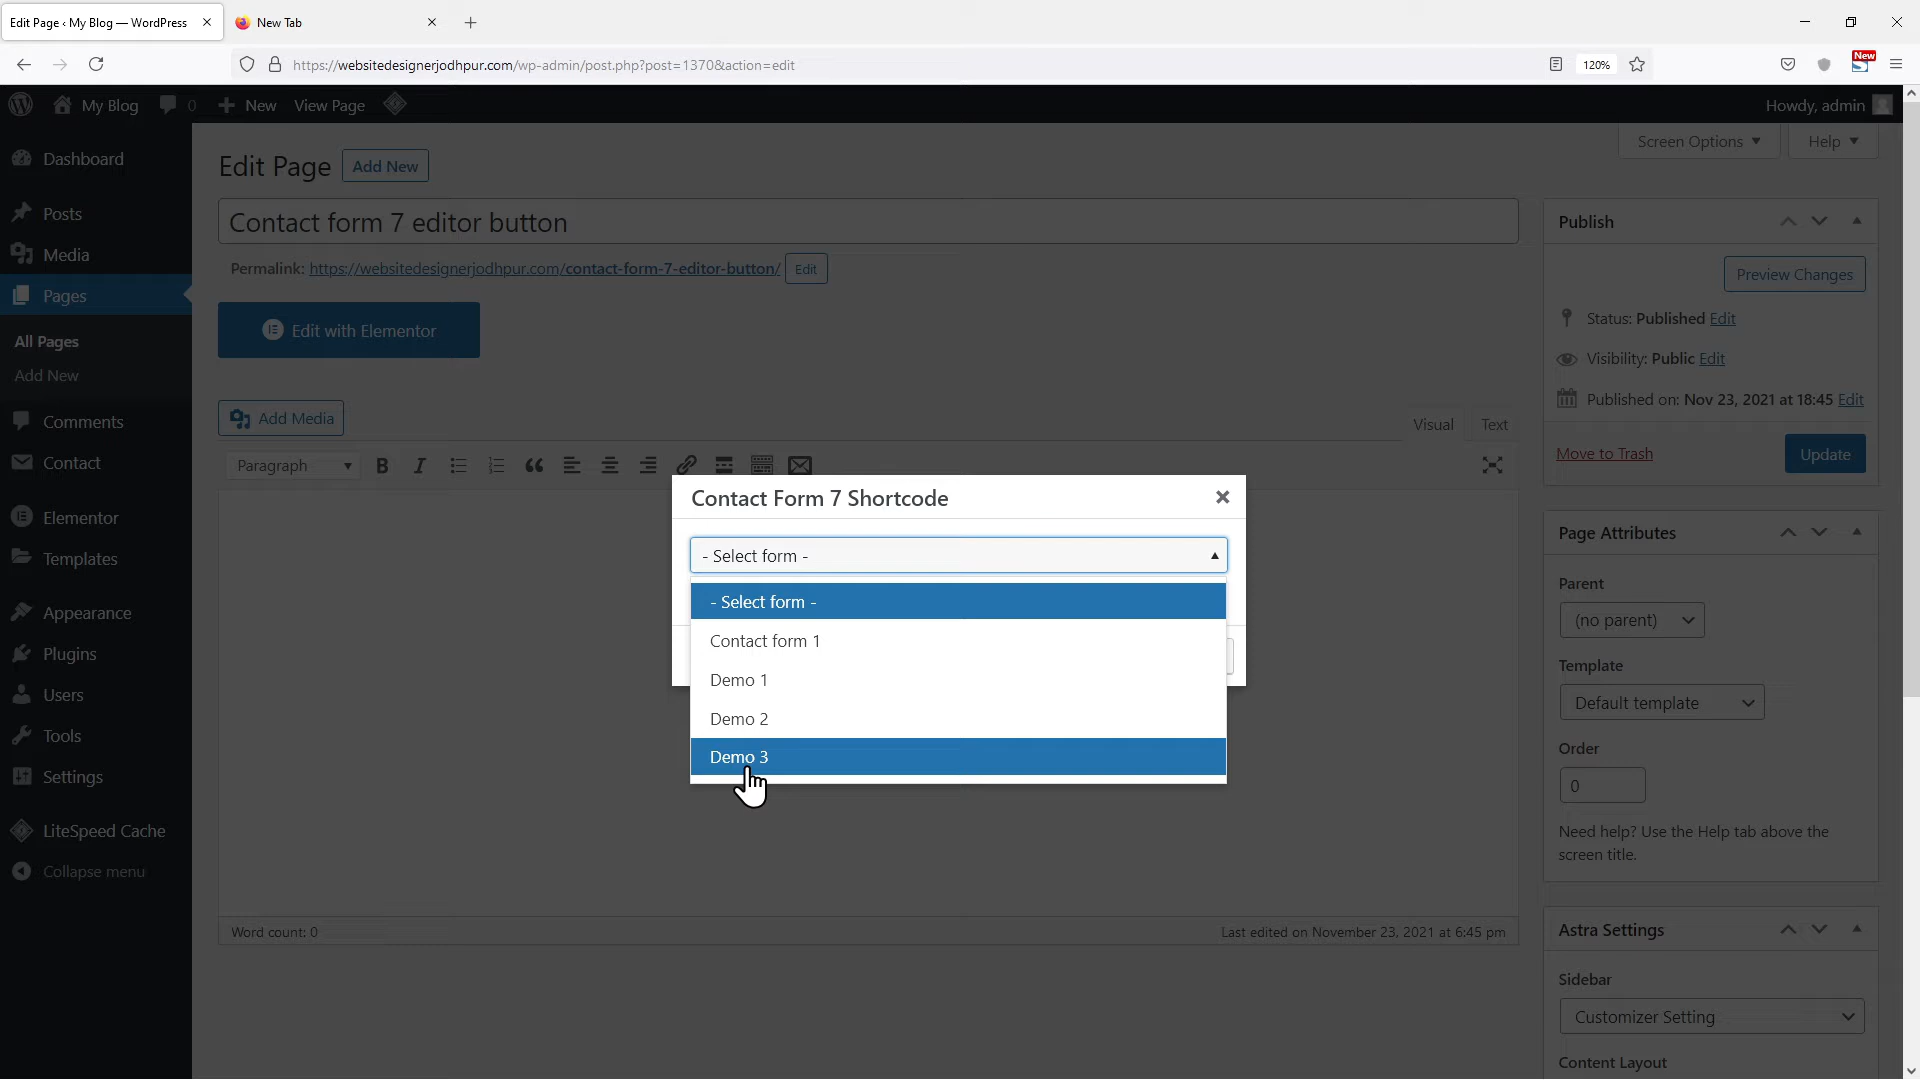 Edit Page ‹ My Blog — WordPress
New Tab
https://websitedesignerjodhpur.com/wp-admin/post.php?post=1370&action=edit
120%
New
My Blog
0
New
View Page
Howdy, admin
Dashboard
Posts
Media
Pages
All Pages
Add New
Comments
Contact
Elementor
Templates
Appearance
Plugins
Users
Tools
Settings
LiteSpeed Cache
Collapse menu
Screen Options
Help
Edit Page
Add New
Contact form 7 editor button
Permalink: https://websitedesignerjodhpur.com/contact-form-7-editor-button/ Edit
Edit with Elementor
Add Media
Visual
Text
Paragraph
Contact Form 7 Shortcode
- Select form -
- Select form -
Contact form 1
Demo 1
Demo 2
Demo 3
Word count: 0
Last edited on November 23, 2021 at 6:45 pm
Publish
Preview Changes
Status: Published Edit
Visibility: Public Edit
Published on: Nov 23, 2021 at 18:45 Edit
Move to Trash
Update
Page Attributes
Parent
(no parent)
Template
Default template
Order
0
Need help? Use the Help tab above the
screen title.
Astra Settings
Sidebar
Customizer Setting
Content Layout